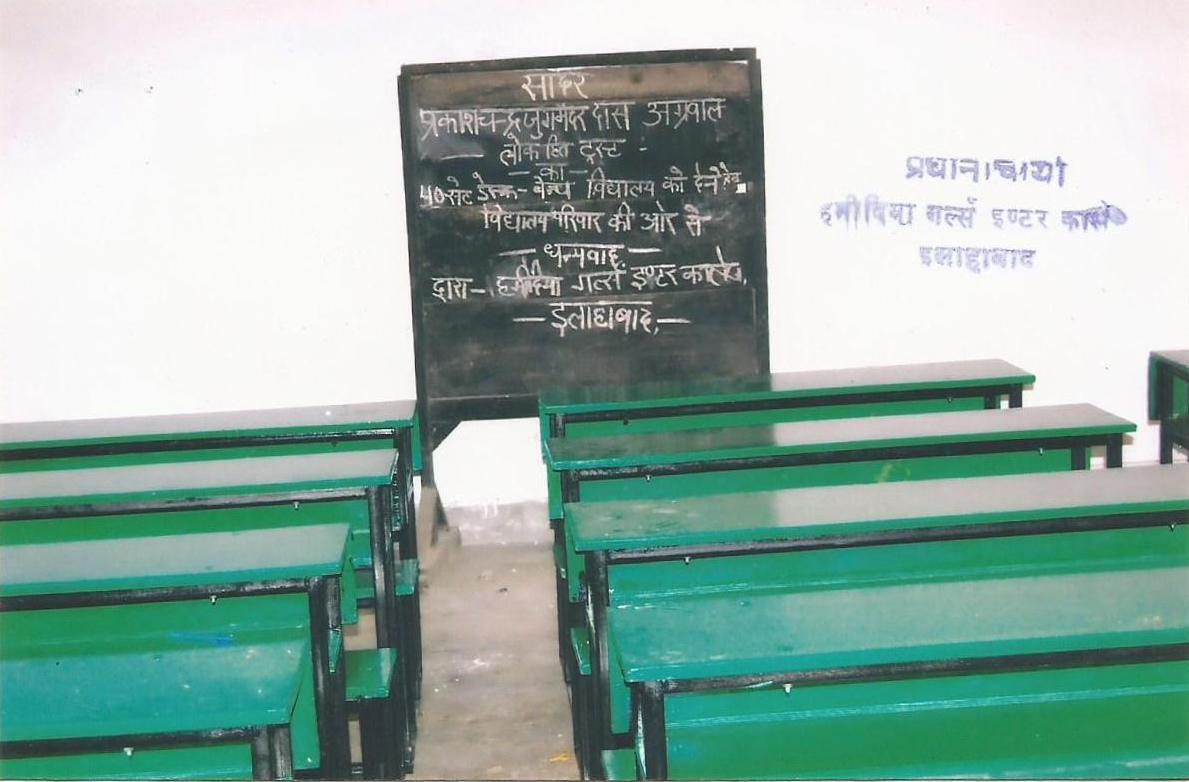 सादर
प्रकाशचन्द्र जुगमंदर दास अग्रवाल
— लोक हित ट्रस्ट -
— का —
40 सेट डेस्क - बैन्च विद्यालय को देने हेतु
विद्यालय परिवार की ओर से
— धन्यवाद —
द्वारा - हमीदिया गर्ल्स इण्टर कालेज,
— इलाहाबाद, —
प्रधानाचार्या
हमीदिया गर्ल्स इण्टर कालेज
इलाहाबाद